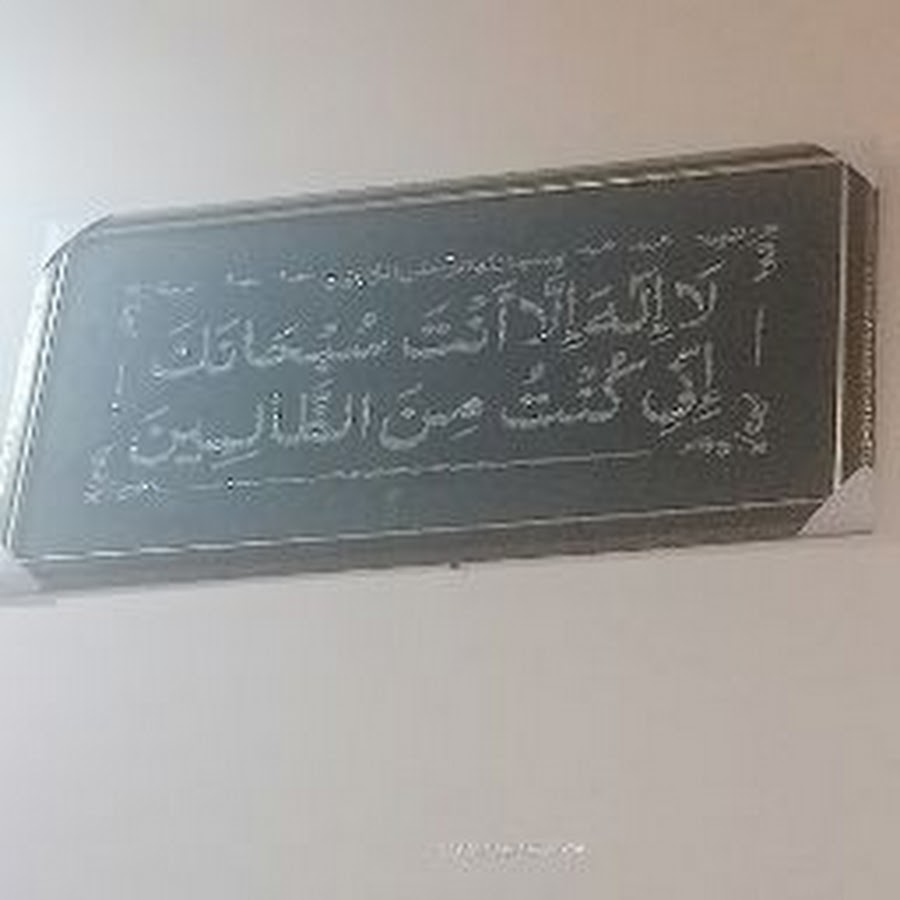 لَا إِلَٰهَ إِلَّا أَنْتَ سُبْحَانَكَ
إِنِّي كُنْتُ مِنَ الظَّالِمِينَ